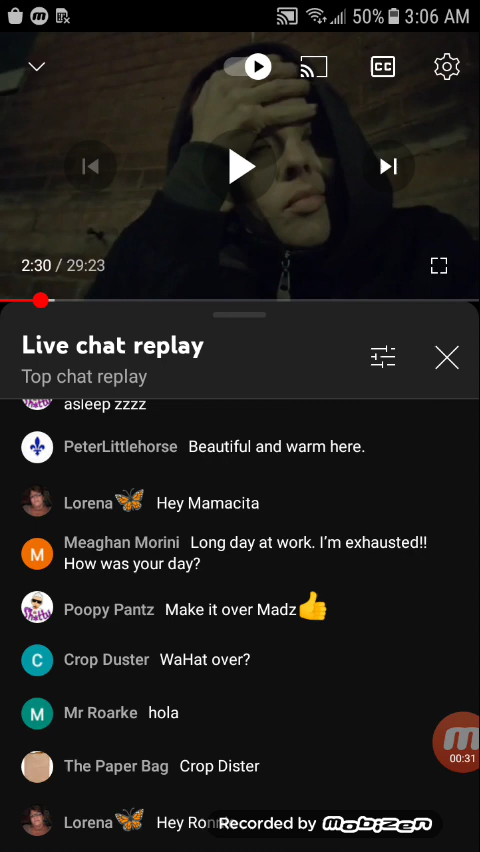 50% 3:06 AM
CC
2:30 / 29:23
Live chat replay
Top chat replay
asleep zzzz
PeterLittlehorse Beautiful and warm here.
Lorena🦋 Hey Mamacita
Meaghan Morini Long day at work. I'm exhausted!!
How was your day?
Poopy Pantz Make it over Madz👍
Crop Duster WaHat over?
Mr Roarke hola
The Paper Bag Crop Dister
00:31
Lorena🦋 Hey
Recorded by Mobizen